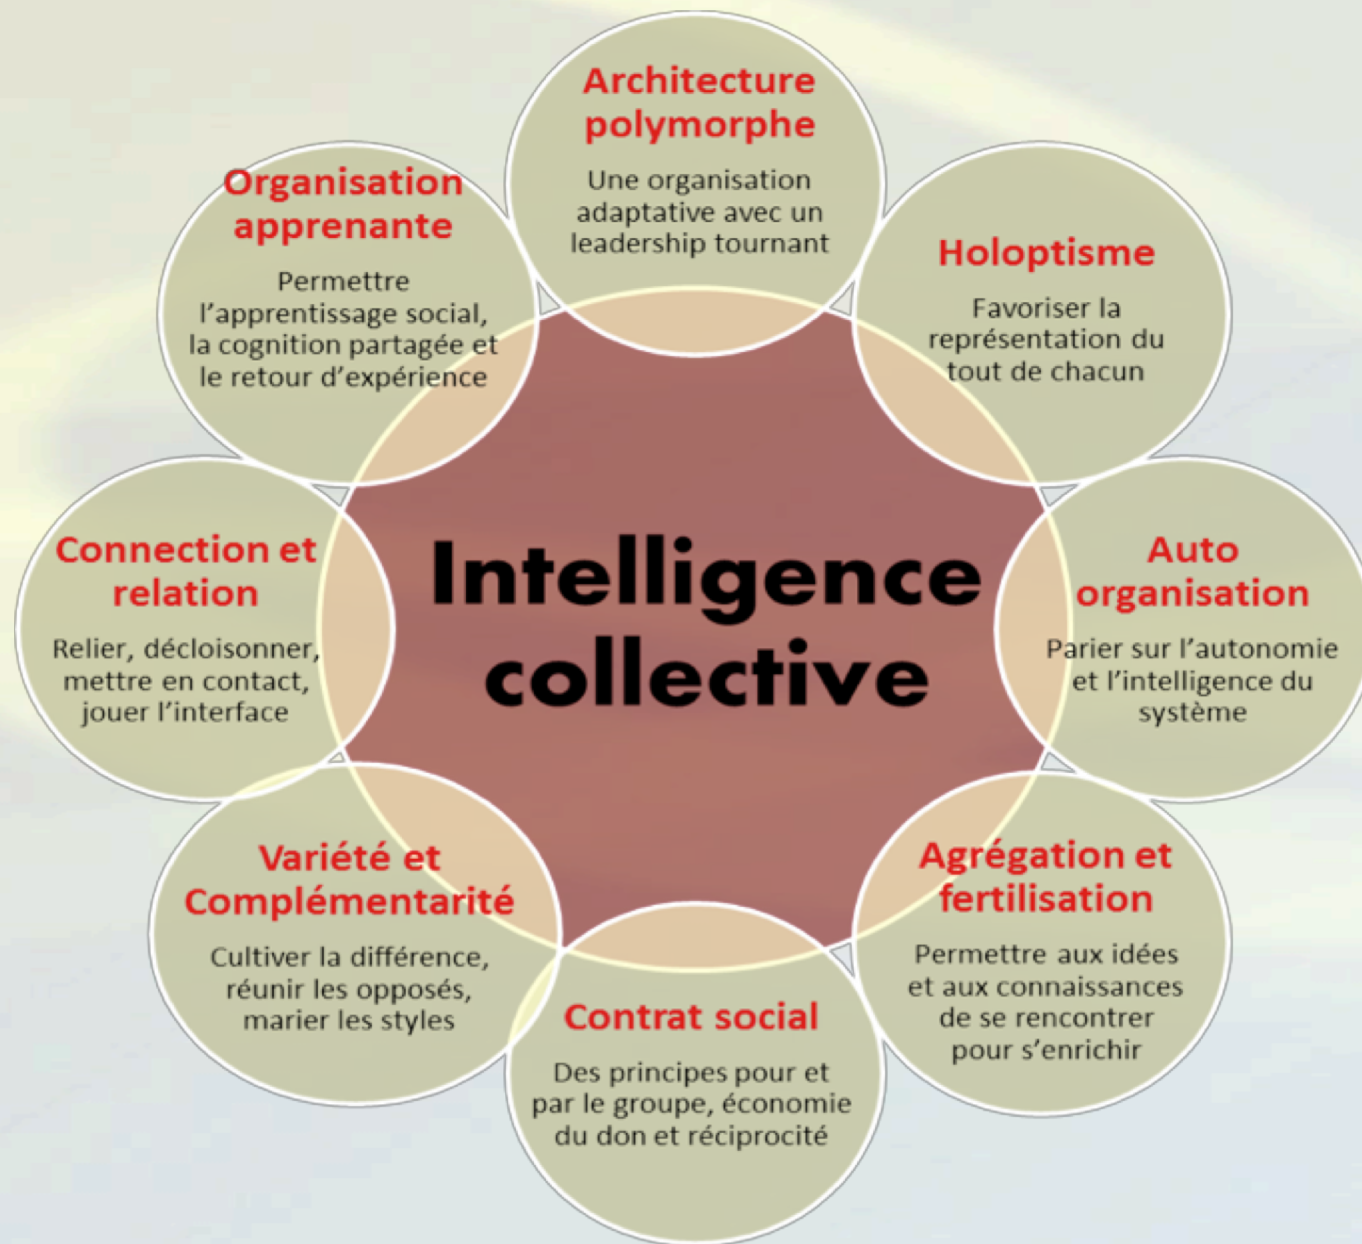 Architecture
polymorphe
Une organisation
adaptative avec un
leadership tournant
Holoptisme
Favoriser la
représentation du
tout de chacun
Auto
organisation
Parier sur l'autonomie
et l'intelligence du
système
Agrégation et
fertilisation
Permettre aux idées
et aux connaissances
de se rencontrer
pour s'enrichir
Contrat social
Des principes pour et
par le groupe, économie
du don et réciprocité
Variété et
Complémentarité
Cultiver la différence,
réunir les opposés,
marier les styles
Connection et
relation
Relier, décloisonner,
mettre en contact,
jouer l'interface
Organisation
apprenante
Permettre
l'apprentissage social,
la cognition partagée et
le retour d'expérience
Intelligence
collective